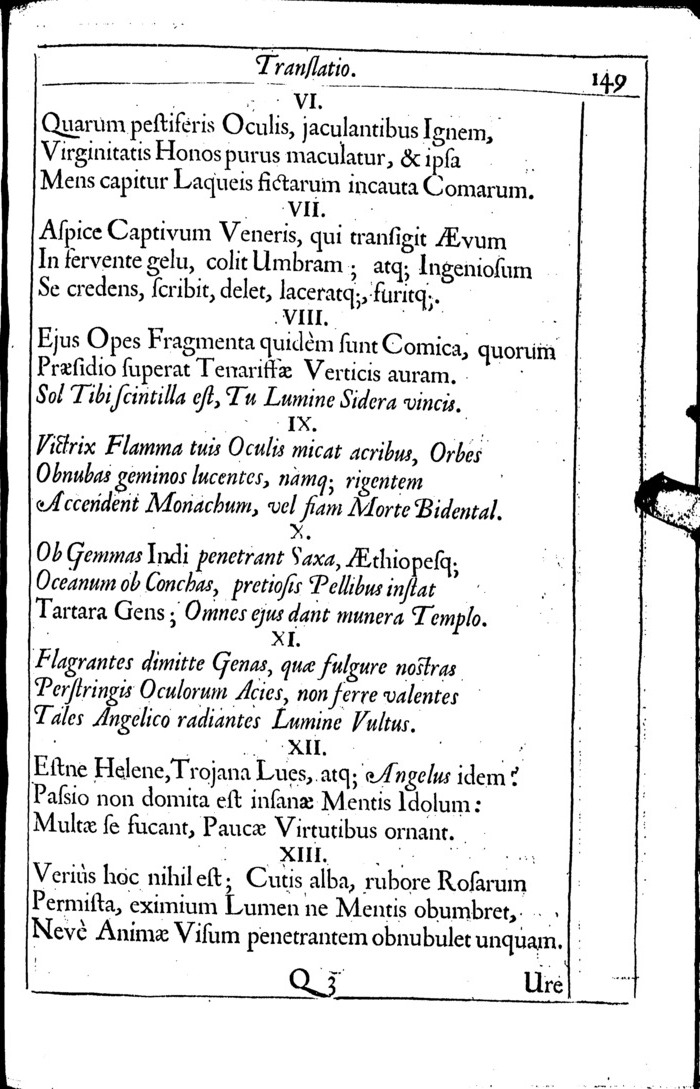 Tranſlatio.
149
VI.
Quarum peſtiferis Oculis, jaculantibus Ignem,
Virginitatis Honos purus maculatur, & ipſa
Mens capitur Laqueis fictarum incauta Comarum.
VII.
Aſpice Captivum Veneris, qui tranſigit Ævum
In fervente gelu, colit Umbram; atq; Ingenioſum
Se credens, ſcribit, delet, laceratq;, furitq;.
VIII.
Ejus Opes Fragmenta quidèm ſunt Comica, quorum
Præſidio ſuperat Tenariffæ Verticis auram.
Sol Tibi ſcintilla eſt, Tu Lumine Sidera vincis.
IX.
Victrix Flamma tuis Oculis micat acribus, Orbes
Obnubas geminos lucentes, namq; rigentem
Accendent Monachum, vel fiam Morte Bidental.
X.
Ob Gemmas Indi penetrant Saxa, Æthiopeſq;
Oceanum ob Conchas, pretioſis Pellibus inſtat
Tartara Gens; Omnes ejus dant munera Templo.
XI.
Flagrantes dimitte Genas, quæ fulgure noſtras
Perſtringis Oculorum Acies, non ferre valentes
Tales Angelico radiantes Lumine Vultus.
XII.
Eſtne Helene, Trojana Lues, atq; Angelus idem?
Paſsio non domita eſt inſanæ Mentis Idolum:
Multæ ſe fucant, Paucæ Virtutibus ornant.
XIII.
Veriùs hoc nihil eſt; Cutis alba, rubore Roſarum
Permiſta, eximium Lumen ne Mentis obumbret,
Nevè Animæ Viſum penetrantem obnubulet unquam.
Q 3
Ure